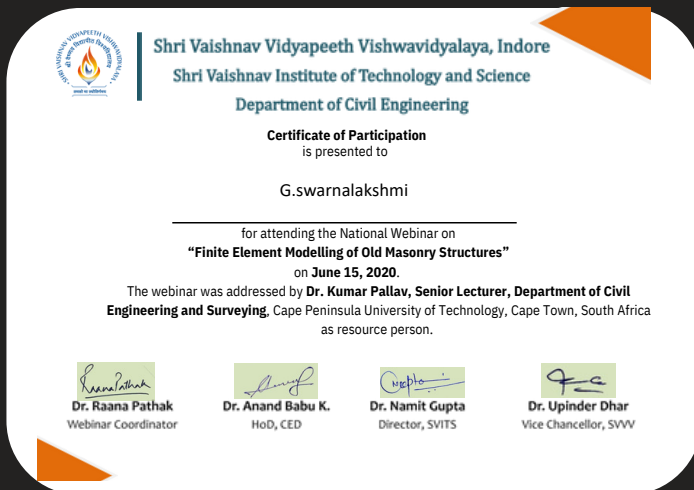 Shri Vaishnav Vidyapeeth Vishwavidyalaya, Indore
Shri Vaishnav Institute of Technology and Science
Department of Civil Engineering
Certificate of Participation
is presented to
G.swarnalakshmi
for attending the National Webinar on
“Finite Element Modelling of Old Masonry Structures”
on June 15, 2020.
The webinar was addressed by Dr. Kumar Pallav, Senior Lecturer, Department of Civil
Engineering and Surveying, Cape Peninsula University of Technology, Cape Town, South Africa
as resource person.
Dr. Raana Pathak
Webinar Coordinator
Dr. Anand Babu K.
HoD, CED
Dr. Namit Gupta
Director, SVITS
Dr. Upinder Dhar
Vice Chancellor, SVVV